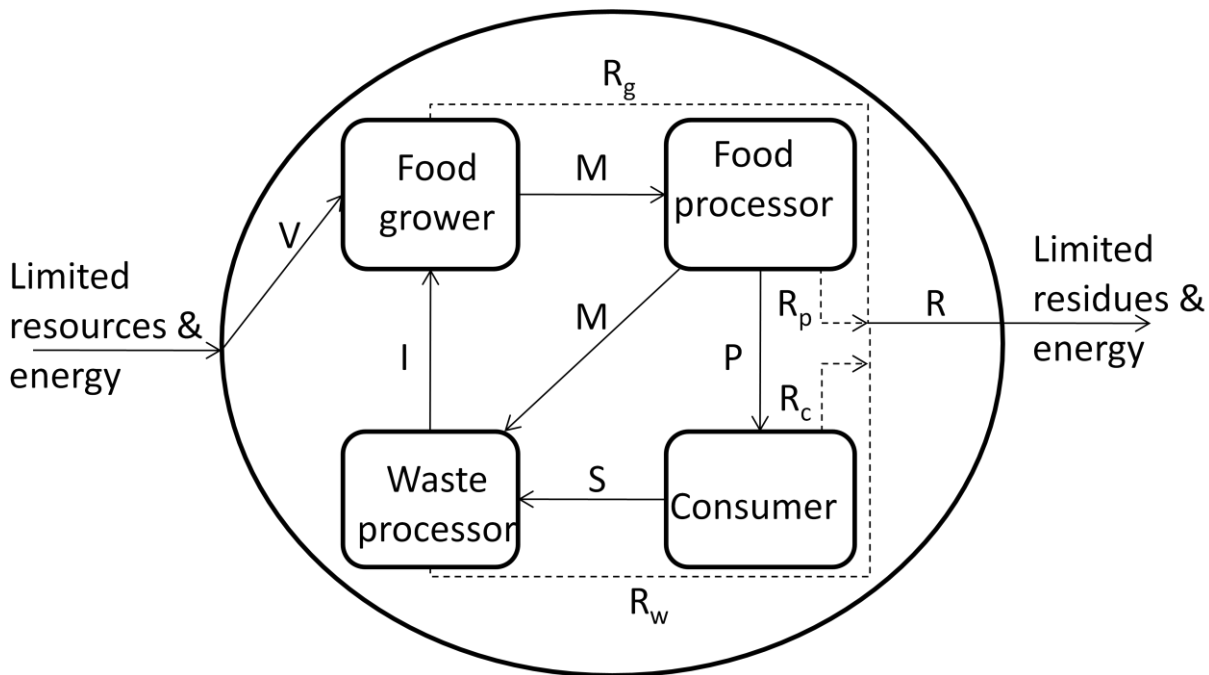 R_g
Food
grower
M
Food
processor
V
Limited
resources &
energy
I
M
R_p
P
R_c
R
Limited
residues &
energy
Waste
processor
S
Consumer
R_w